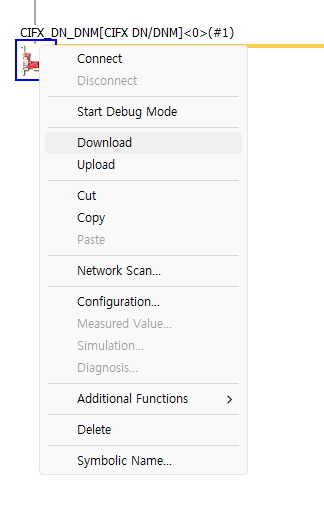 CIFX_DN_DNM[CIFX DN/DNM]<0>(#1)
Connect
Disconnect
Start Debug Mode
Download
Upload
Cut
Copy
Paste
Network Scan...
Configuration...
Measured Value...
Simulation...
Diagnosis...
Additional Functions
Delete
Symbolic Name...